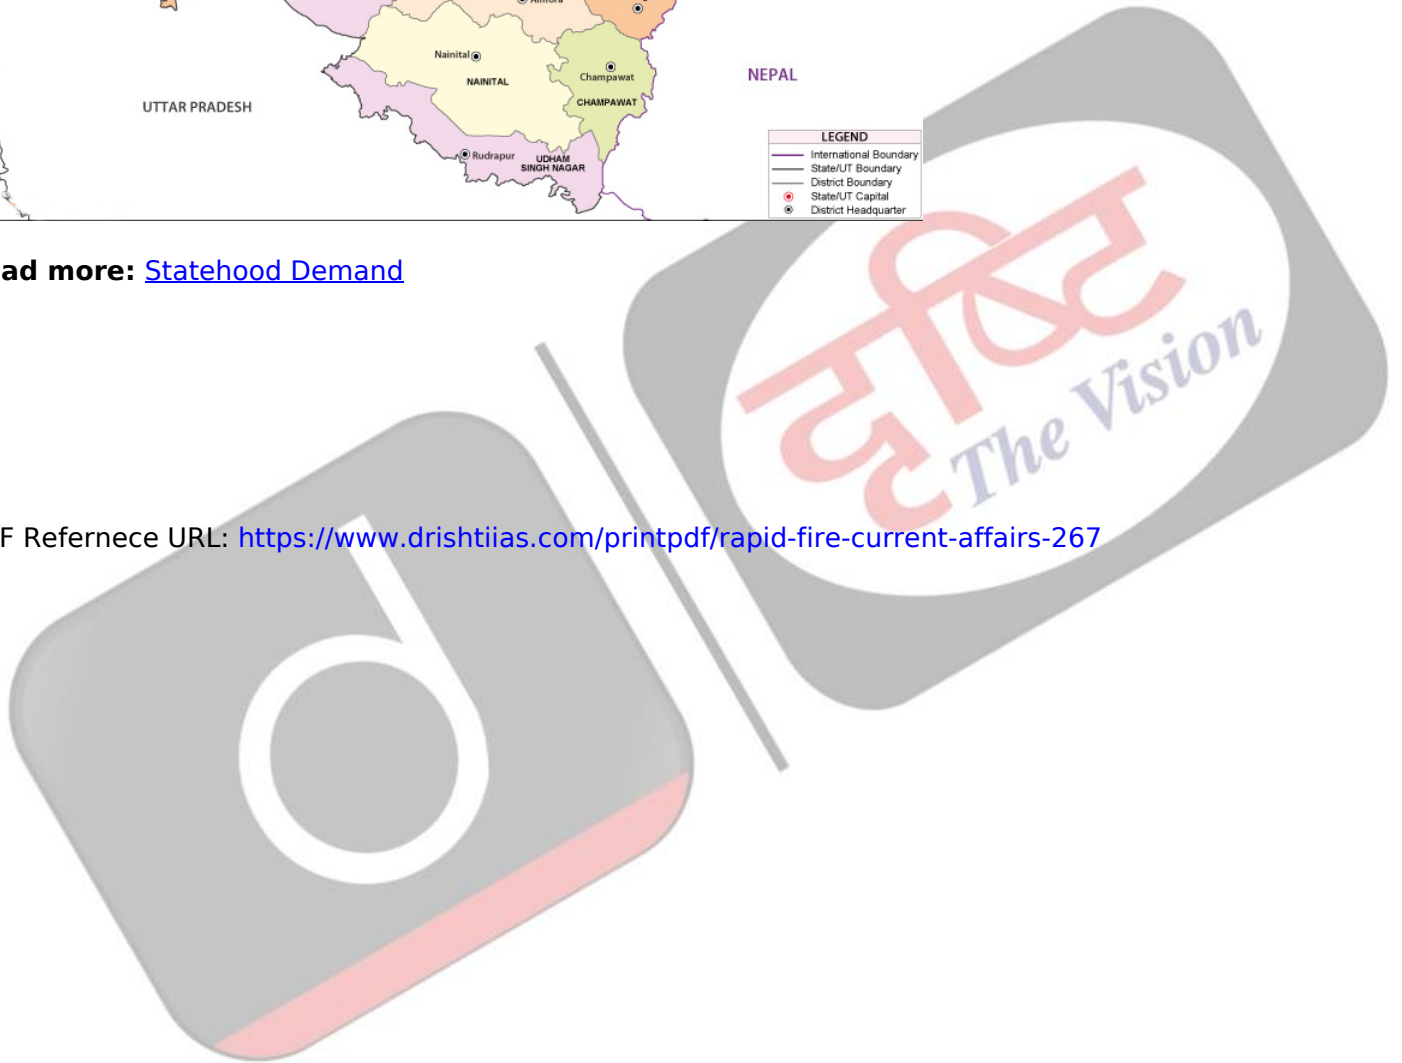 Almora
Nainital
NAINITAL
Champawat
CHAMPAWAT
NEPAL
UTTAR PRADESH
Rudrapur
UDHAM
SINGH NAGAR
LEGEND
International Boundary
State/UT Boundary
District Boundary
State/UT Capital
District Headquarter
ad more: Statehood Demand
दृष्टि
The Vision
F Refernece URL: https://www.drishtiias.com/printpdf/rapid-fire-current-affairs-267
d